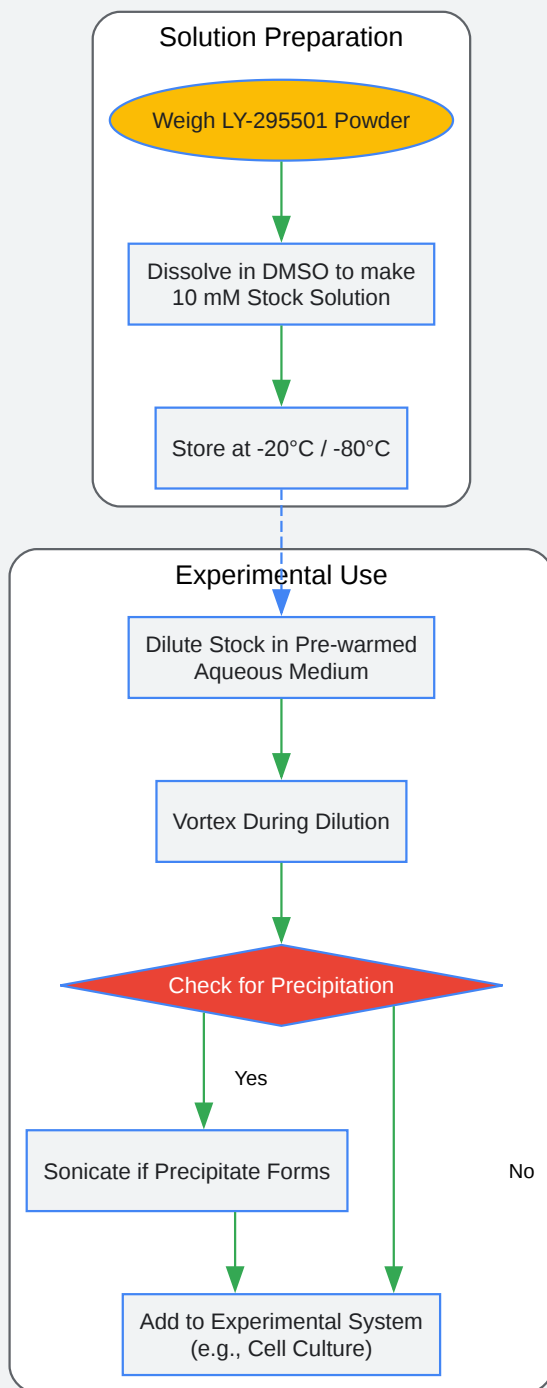 Solution Preparation
Weigh LY-295501 Powder
Dissolve in DMSO to make
10 mM Stock Solution
Store at -20°C / -80°C
Experimental Use
Dilute Stock in Pre-warmed
Aqueous Medium
Vortex During Dilution
Check for Precipitation
Yes
Sonicate if Precipitate Forms
No
Add to Experimental System
(e.g., Cell Culture)